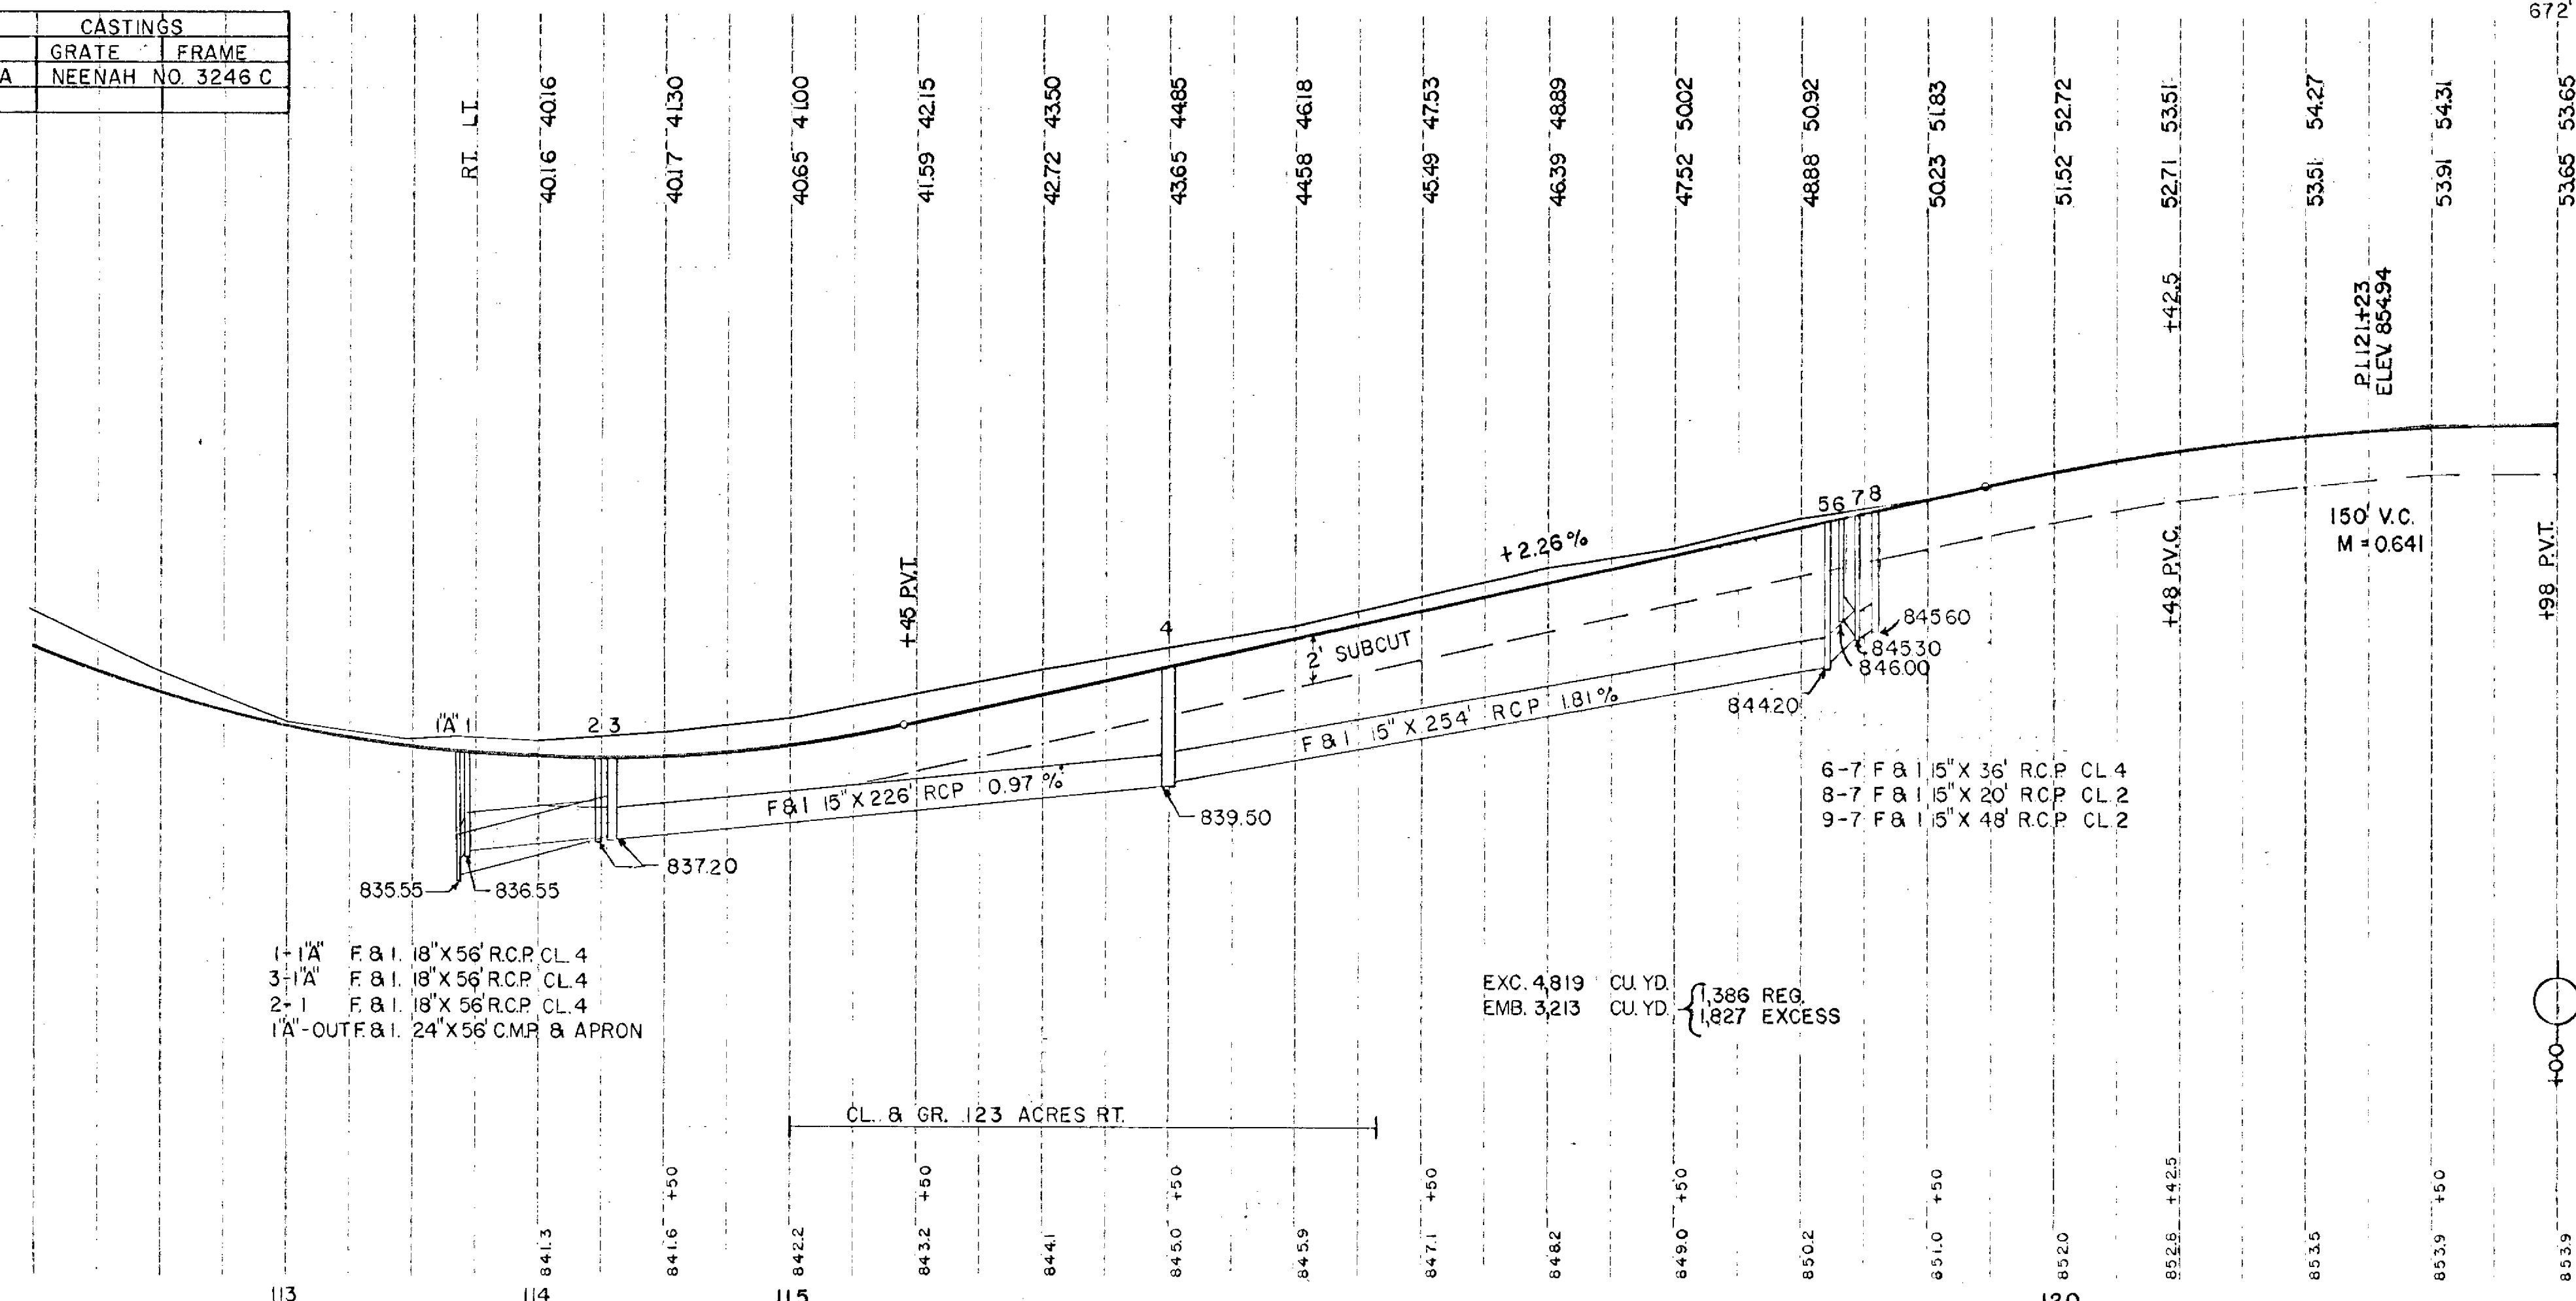 CASTINGS
GRATE FRAME
A NEENAH NO. 3246 C
672'
RT. LT.
40.16 40.16
40.17 41.30
40.65 41.00
41.59 42.15
42.72 43.50
43.65 44.85
44.58 46.18
45.49 47.53
46.39 48.89
47.52 50.02
48.88 50.92
50.23 51.83
51.52 52.72
52.71 53.51
53.51 54.27
53.91 54.31
53.65 53.65
+42.5
P.I. 121+23
ELEV. 854.94
1"A" 1
2 3
+45 P.V.T.
4
2' SUBCUT
+2.26%
5 6 7 8
+48 P.V.C.
150' V.C.
M = 0.641
+98 P.V.T.
F & I 15" X 226' RCP 0.97%
F & I 15" X 254' RCP 1.81%
835.55
836.55
837.20
839.50
844.20
845.60
845.30
846.00
6-7 F & I 15" X 36' R.C.P. CL.4
8-7 F & I 15" X 20' R.C.P. CL.2
9-7 F & I 15" X 48' R.C.P. CL.2
1-1"A" F. & I. 18" X 56' R.C.P. CL.4
3-1"A" F. & I. 18" X 56' R.C.P. CL.4
2-1 F. & I. 18" X 56' R.C.P. CL.4
1"A"-OUT F. & I. 24" X 56' C.M.P. & APRON
EXC. 4,819 CU. YD.
EMB. 3,213 CU. YD. { 1,386 REG.
1,827 EXCESS
+00
CL. & GR. .123 ACRES RT.
841.3
841.6 +50
842.2
843.2 +50
844.1
845.0 +50
845.9
847.1 +50
848.2
849.0 +50
850.2
851.0 +50
852.0
852.8 +42.5
853.5
853.9 +50
853.9
113 114 115 120